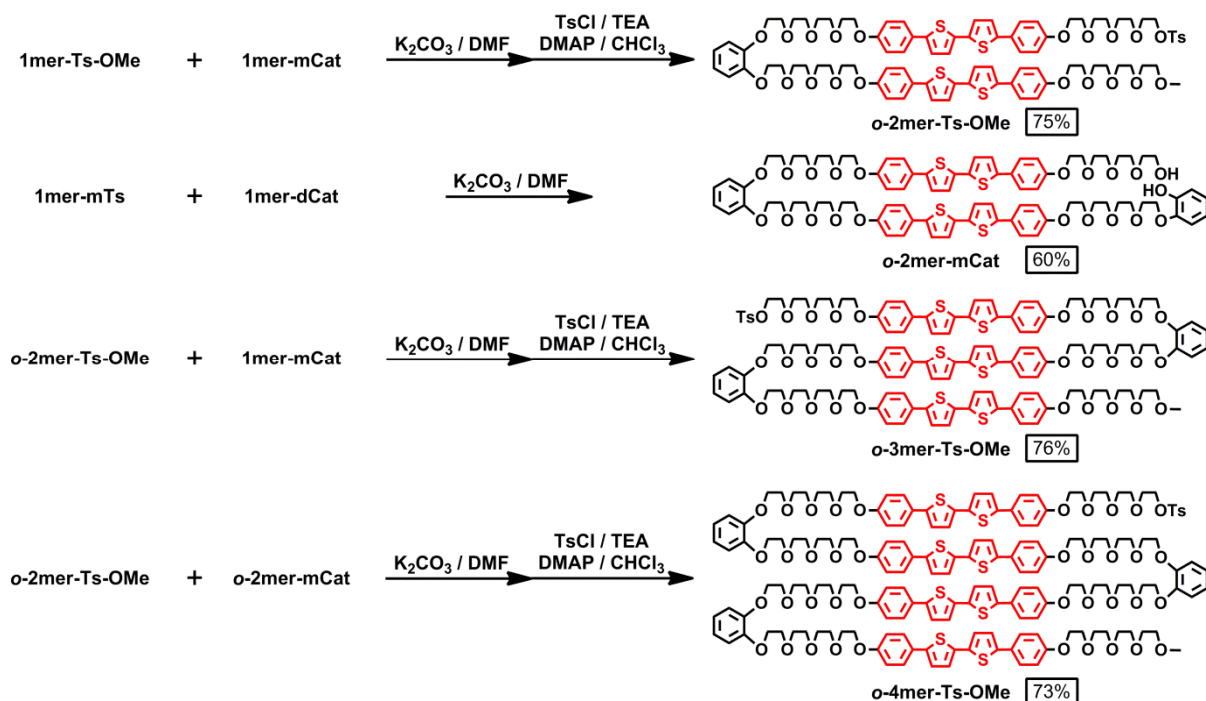 1mer-Ts-OMe + 1mer-mCat K₂CO₃ / DMF TsCl / TEA DMAP / CHCl₃
O O O O O S S O O O O OTs
O O O O O S S O O O O O
o-2mer-Ts-OMe 75%
1mer-mTs + 1mer-dCat K₂CO₃ / DMF
O O O O O S S O O O O OH
HO
O O O O O S S O O O O O
o-2mer-mCat 60%
o-2mer-Ts-OMe + 1mer-mCat K₂CO₃ / DMF TsCl / TEA DMAP / CHCl₃
TsO O O O O S S O O O O O
O O O O O S S O O O O O
O O O O O S S O O O O O
o-3mer-Ts-OMe 76%
o-2mer-Ts-OMe + o-2mer-mCat K₂CO₃ / DMF TsCl / TEA DMAP / CHCl₃
O O O O O S S O O O O OTs
O O O O O S S O O O O O
O O O O O S S O O O O O
O O O O O S S O O O O O
o-4mer-Ts-OMe 73%